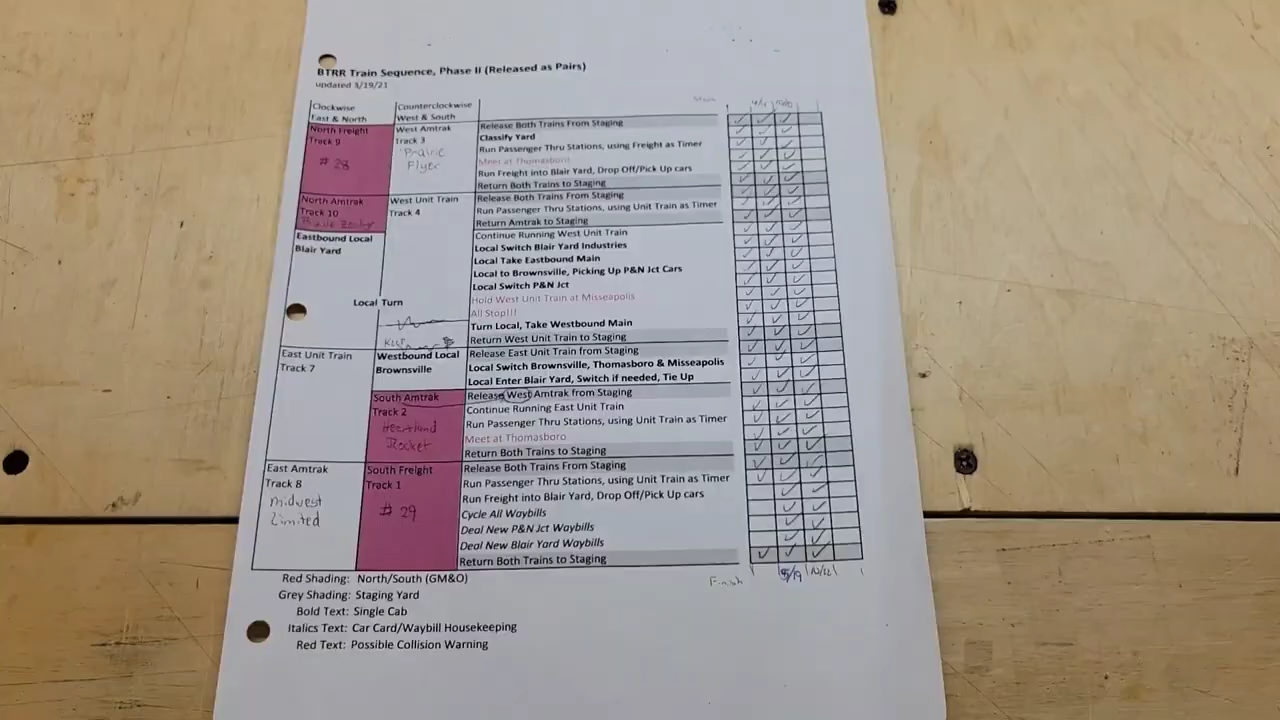 BTRR Train Sequence, Phase II (Released as Pairs)
updated 3/19/21
Start
Clockwise
East & North
Counterclockwise
West & South
North Freight
Track 9
# 28
West Amtrak
Track 3
Prairie
Flyer
Release Both Trains From Staging
Classify Yard
Run Passenger Thru Stations, using Freight as Timer
Meet at Thomasboro
Run Freight into Blair Yard, Drop Off/Pick Up cars
Return Both Trains to Staging
North Amtrak
Track 10
West Unit Train
Track 4
Release Both Trains From Staging
Run Passenger Thru Stations, using Unit Train as Timer
Return Amtrak to Staging
Eastbound Local
Blair Yard
Continue Running West Unit Train
Local Switch Blair Yard Industries
Local Take Eastbound Main
Local to Brownsville, Picking Up P&N Jct Cars
Local Switch P&N Jct
Local Turn
Hold West Unit Train at Misseapolis
All Stop!!!
Turn Local, Take Westbound Main
Return West Unit Train to Staging
East Unit Train
Track 7
Westbound Local
Brownsville
Release East Unit Train from Staging
Local Switch Brownsville, Thomasboro & Misseapolis
Local Enter Blair Yard, Switch if needed, Tie Up
South Amtrak
Track 2
Heartland
Rocket
Release West Amtrak from Staging
Continue Running East Unit Train
Run Passenger Thru Stations, using Unit Train as Timer
Meet at Thomasboro
Return Both Trains to Staging
East Amtrak
Track 8
Midwest
Limited
South Freight
Track 1
# 29
Release Both Trains From Staging
Run Passenger Thru Stations, using Unit Train as Timer
Run Freight into Blair Yard, Drop Off/Pick Up cars
Cycle All Waybills
Deal New P&N Jct Waybills
Deal New Blair Yard Waybills
Return Both Trains to Staging
Finish
5/19
Red Shading: North/South (GM&O)
Grey Shading: Staging Yard
Bold Text: Single Cab
Italics Text: Car Card/Waybill Housekeeping
Red Text: Possible Collision Warning